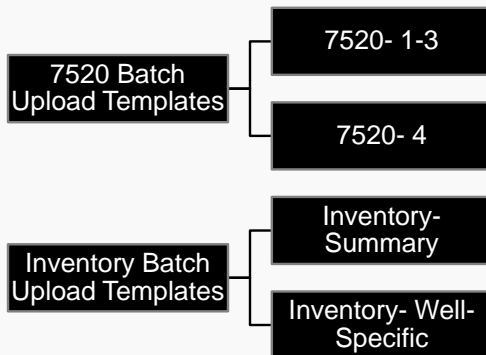 7520 Batch
Upload Templates
7520- 1-3
7520- 4
Inventory Batch
Upload Templates
Inventory-
Summary
Inventory- Well-
Specific